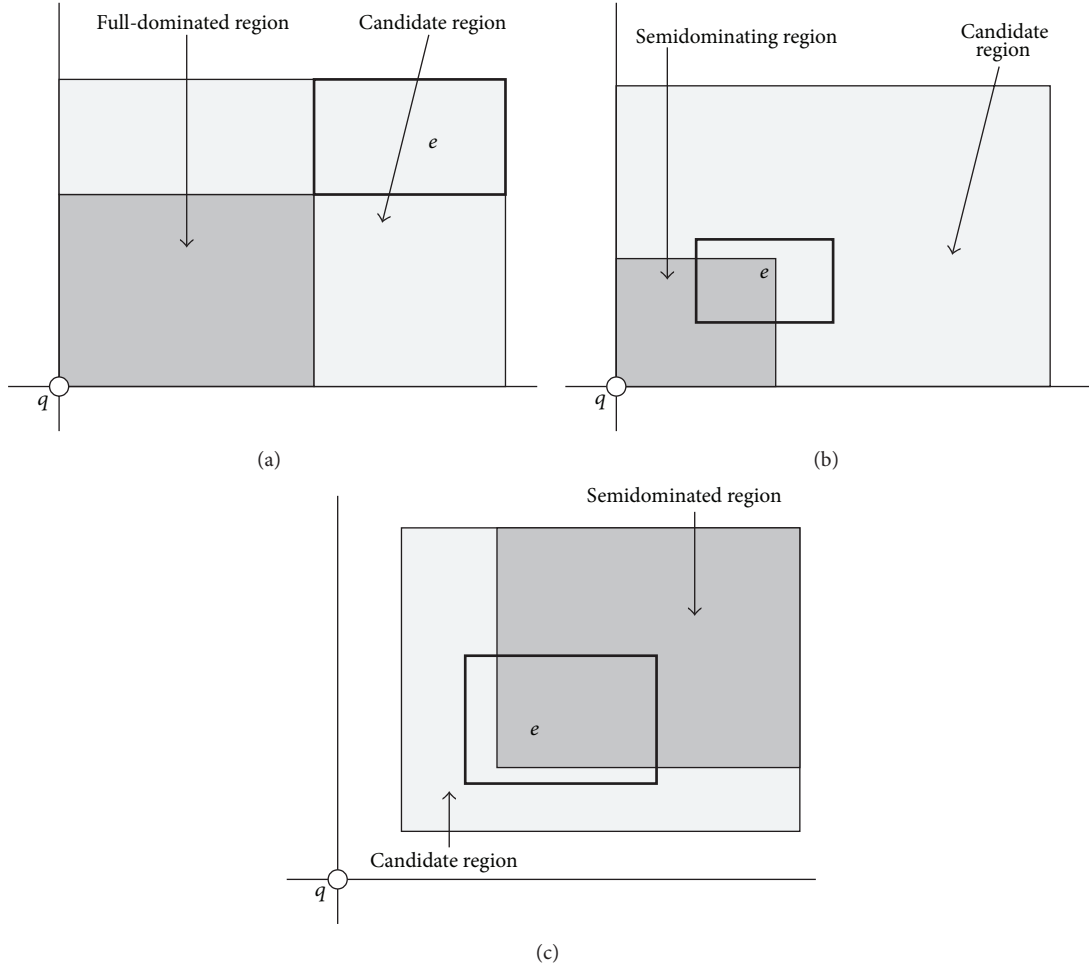 Full-dominated region
Candidate region
e
q
(a)
Semidominating region
Candidate
region
e
q
(b)
Semidominated region
e
Candidate region
q
(c)